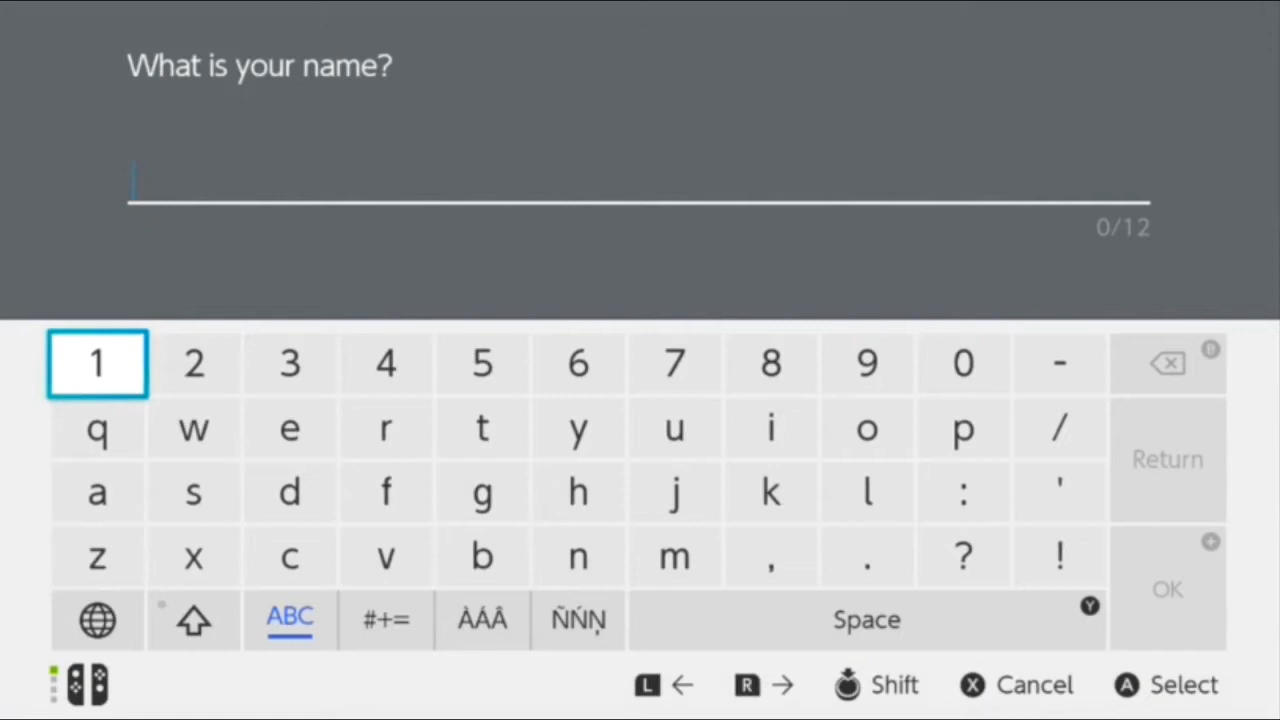 What is your name?
0/12
1 2 3 4 5 6 7 8 9 0 -
q w e r t y u i o p /
Return
a s d f g h j k l : '
z x c v b n m , . ? !
OK
ABC #+= ÀÁÂ ÑŃŅ Space Y
L ← R → Shift X Cancel A Select